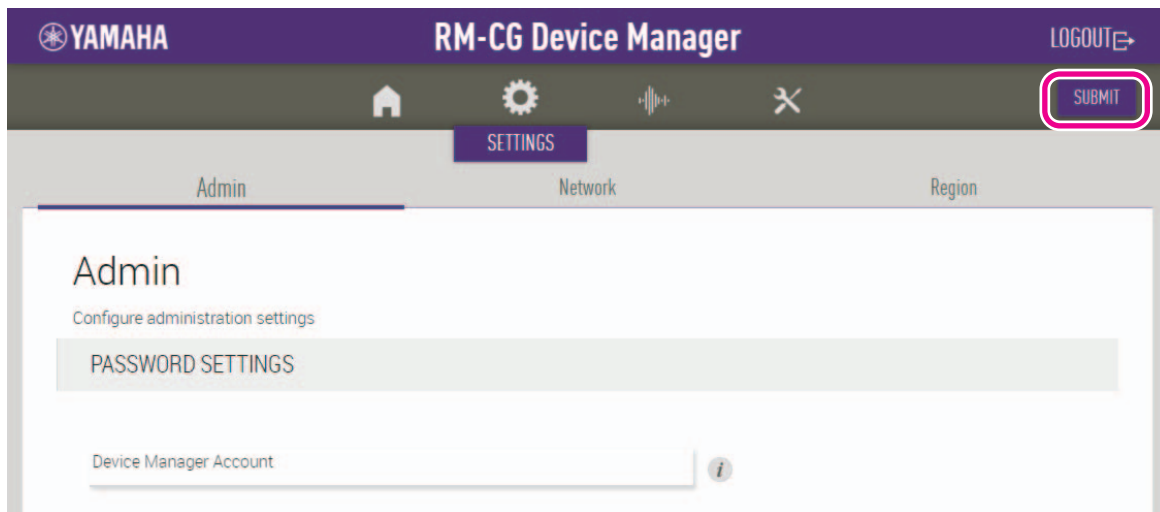 YAMAHA RM-CG Device Manager LOGOUT
SUBMIT
SETTINGS
Admin Network Region
Admin
Configure administration settings
PASSWORD SETTINGS
Device Manager Account i